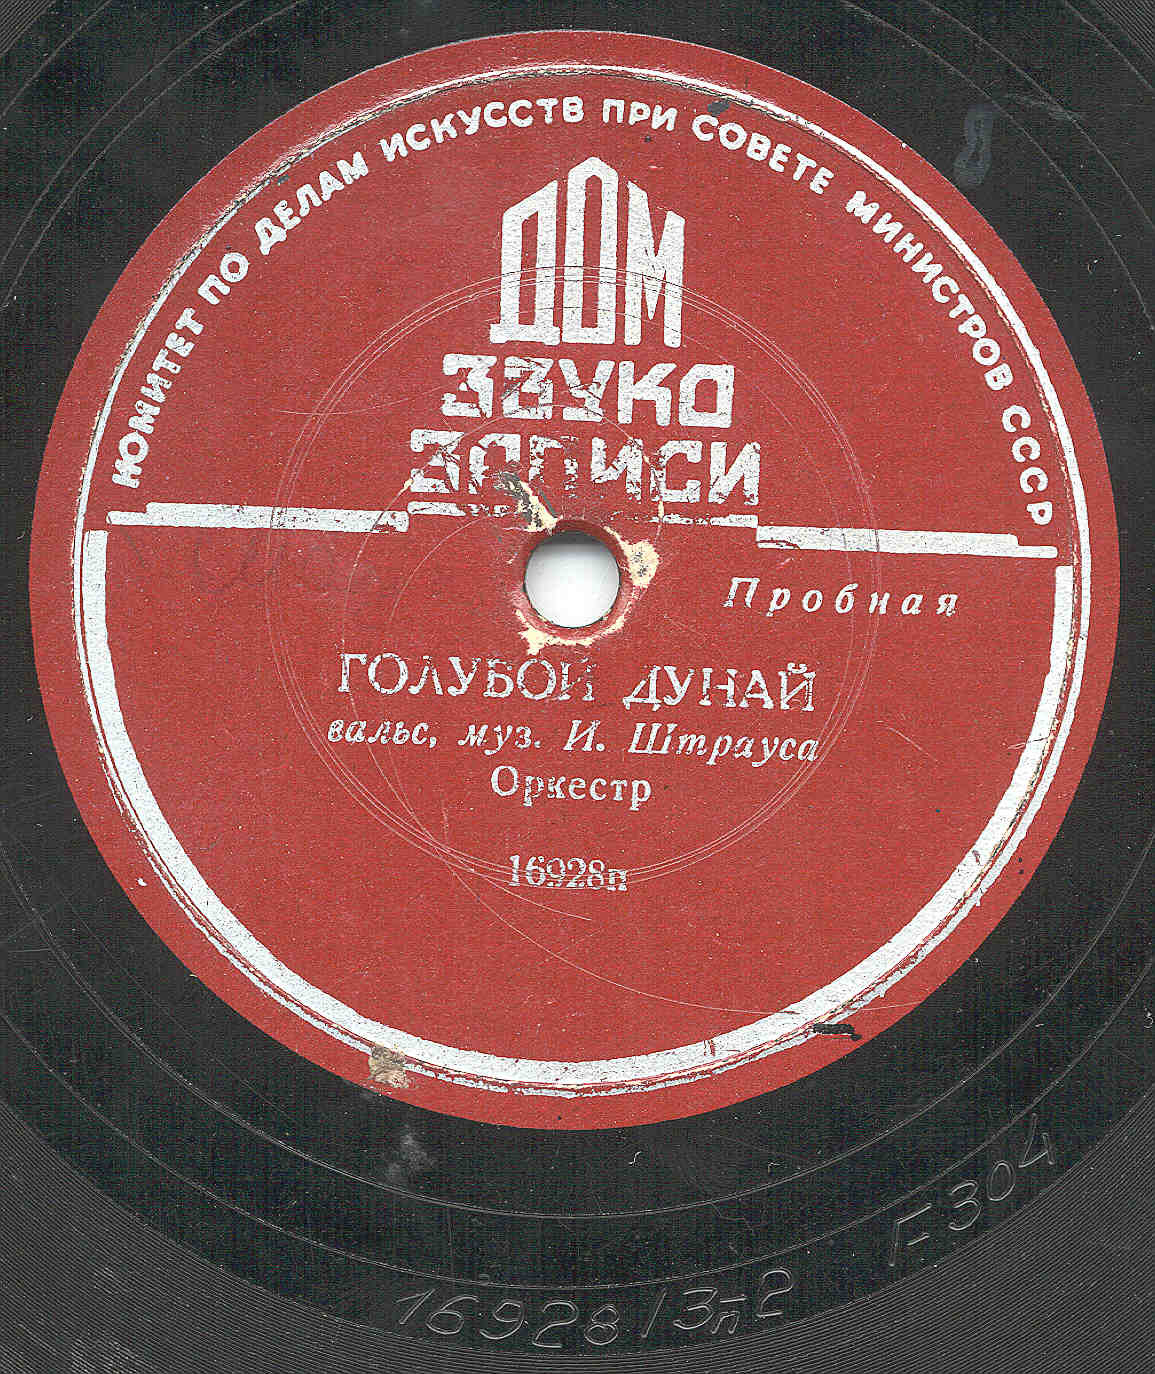 КОМИТЕТ ПО ДЕЛАМ ИСКУССТВ ПРИ СОВЕТЕ МИНИСТРОВ СССР
ДОМ
ЗВУКО
ЗАПИСИ
Пробная
ГОЛУБОЙ ДУНАЙ
вальс, муз. И. Штрауса
Оркестр
16928п
Г-304
16928/3п2